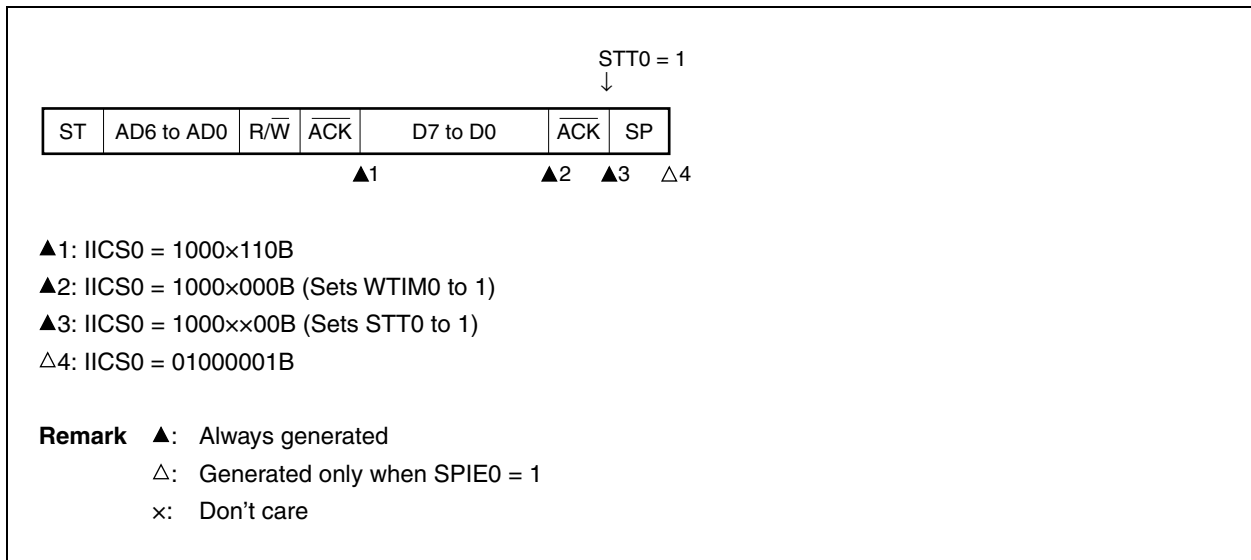 STT0 = 1
↓
ST AD6 to AD0 R/W̅ A̅C̅K̅ D7 to D0 A̅C̅K̅ SP
▲1 ▲2 ▲3 △4
▲1: IICS0 = 1000×110B
▲2: IICS0 = 1000×000B (Sets WTIM0 to 1)
▲3: IICS0 = 1000××00B (Sets STT0 to 1)
△4: IICS0 = 01000001B
Remark ▲: Always generated
△: Generated only when SPIE0 = 1
×: Don't care